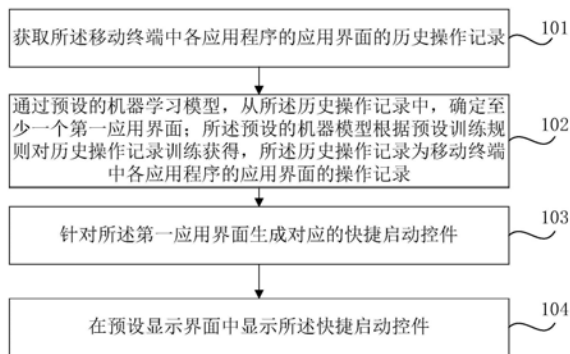 获取所述移动终端中各应用程序的应用界面的历史操作记录
101
通过预设的机器学习模型，从所述历史操作记录中，确定至
少一个第一应用界面；所述预设的机器模型根据预设训练规
则对历史操作记录训练获得，所述历史操作记录为移动终端
中各应用程序的应用界面的操作记录
102
针对所述第一应用界面生成对应的快捷启动控件
103
在预设显示界面中显示所述快捷启动控件
104